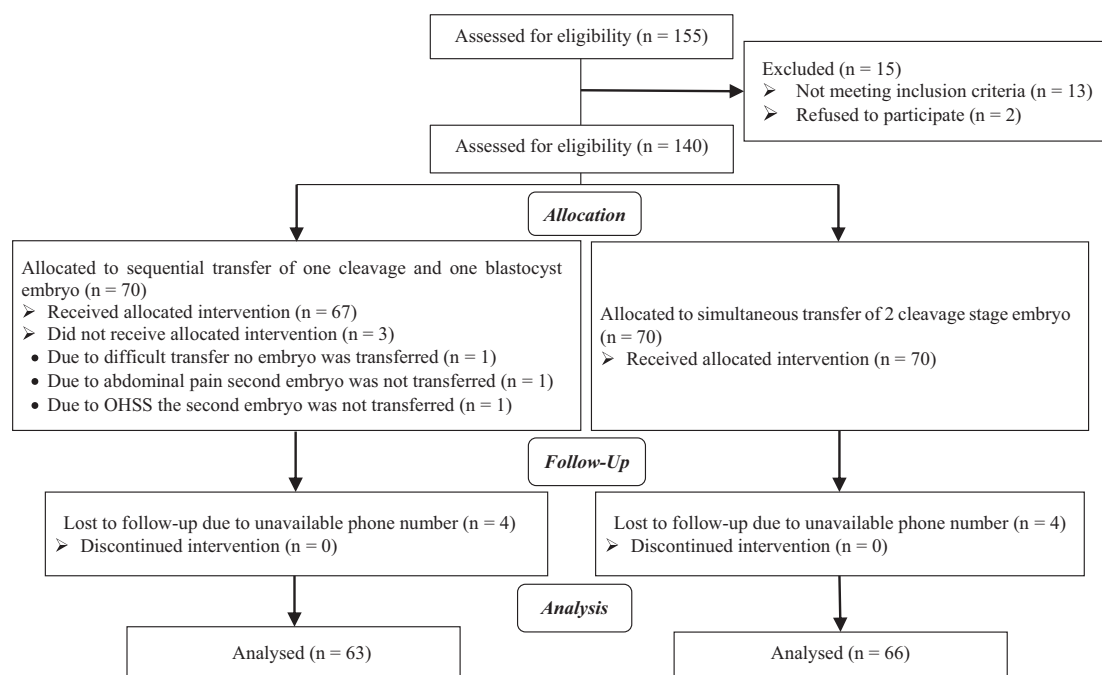 Assessed for eligibility (n = 155)
Excluded (n = 15)
➢ Not meeting inclusion criteria (n = 13)
➢ Refused to participate (n = 2)
Assessed for eligibility (n = 140)
Allocation
Allocated to sequential transfer of one cleavage and one blastocyst
embryo (n = 70)
➢ Received allocated intervention (n = 67)
➢ Did not receive allocated intervention (n = 3)
• Due to difficult transfer no embryo was transferred (n = 1)
• Due to abdominal pain second embryo was not transferred (n = 1)
• Due to OHSS the second embryo was not transferred (n = 1)
Allocated to simultaneous transfer of 2 cleavage stage embryo
(n = 70)
➢ Received allocated intervention (n = 70)
Follow-Up
Lost to follow-up due to unavailable phone number (n = 4)
➢ Discontinued intervention (n = 0)
Lost to follow-up due to unavailable phone number (n = 4)
➢ Discontinued intervention (n = 0)
Analysis
Analysed (n = 63)
Analysed (n = 66)